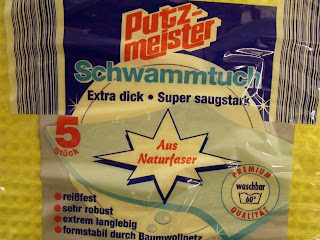 Putz-
meister
Schwammtuch
Extra dick • Super saugstark
5
Stück
Aus
Naturfaser
PREMIUM
waschbar
60°
QUALITÄT
• reißfest
• sehr robust
• extrem langlebig
• formstabil durch Baumwollnetz